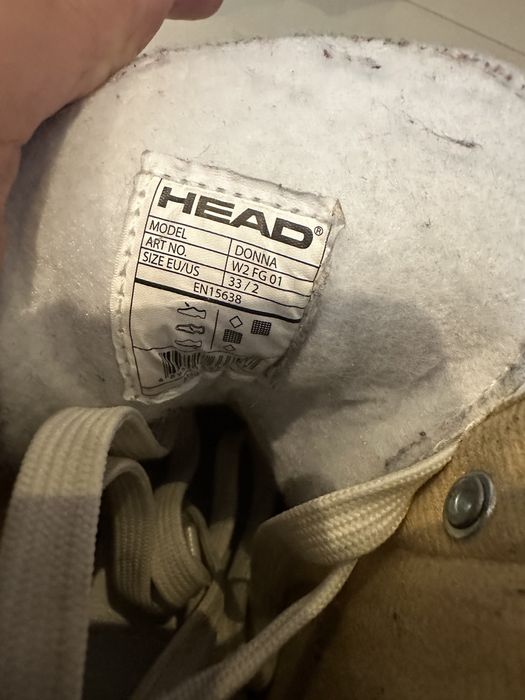 HEAD®
MODEL DONNA
ART NO. W2 FG 01
SIZE EU/US 33 / 2
EN15638